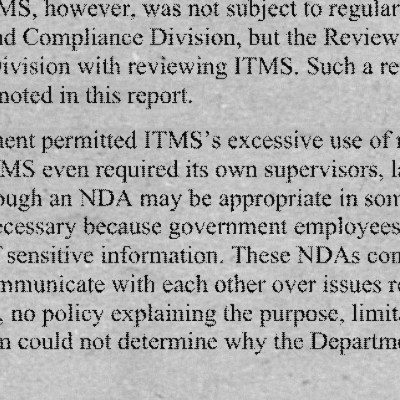 MS, however, was not subject to regular
nd Compliance Division, but the Review
ivision with reviewing ITMS. Such a re
noted in this report.
ent permitted ITMS's excessive use of
MS even required its own supervisors, la
ough an NDA may be appropriate in som
ecessary because government employees
sensitive information. These NDAs con
mmunicate with each other over issues re
, no policy explaining the purpose, limit
n could not determine why the Departme